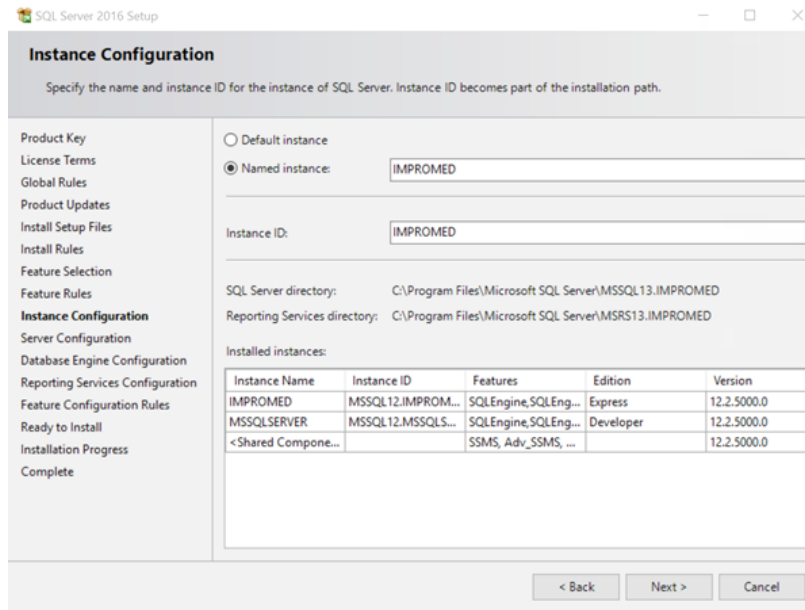 SQL Server 2016 Setup
Instance Configuration
Specify the name and instance ID for the instance of SQL Server. Instance ID becomes part of the installation path.
Product Key
License Terms
Global Rules
Product Updates
Install Setup Files
Install Rules
Feature Selection
Feature Rules
Instance Configuration
Server Configuration
Database Engine Configuration
Reporting Services Configuration
Feature Configuration Rules
Ready to Install
Installation Progress
Complete
Default instance
Named instance: IMPROMED
Instance ID: IMPROMED
SQL Server directory: C:\Program Files\Microsoft SQL Server\MSSQL13.IMPROMED
Reporting Services directory: C:\Program Files\Microsoft SQL Server\MSRS13.IMPROMED
Installed instances:
Instance Name Instance ID Features Edition Version
IMPROMED MSSQL12.IMPROM... SQLEngine,SQLEng... Express 12.2.5000.0
MSSQLSERVER MSSQL12.MSSQLS... SQLEngine,SQLEng... Developer 12.2.5000.0
<Shared Compone... SSMS, Adv_SSMS, ... 12.2.5000.0
< Back Next > Cancel